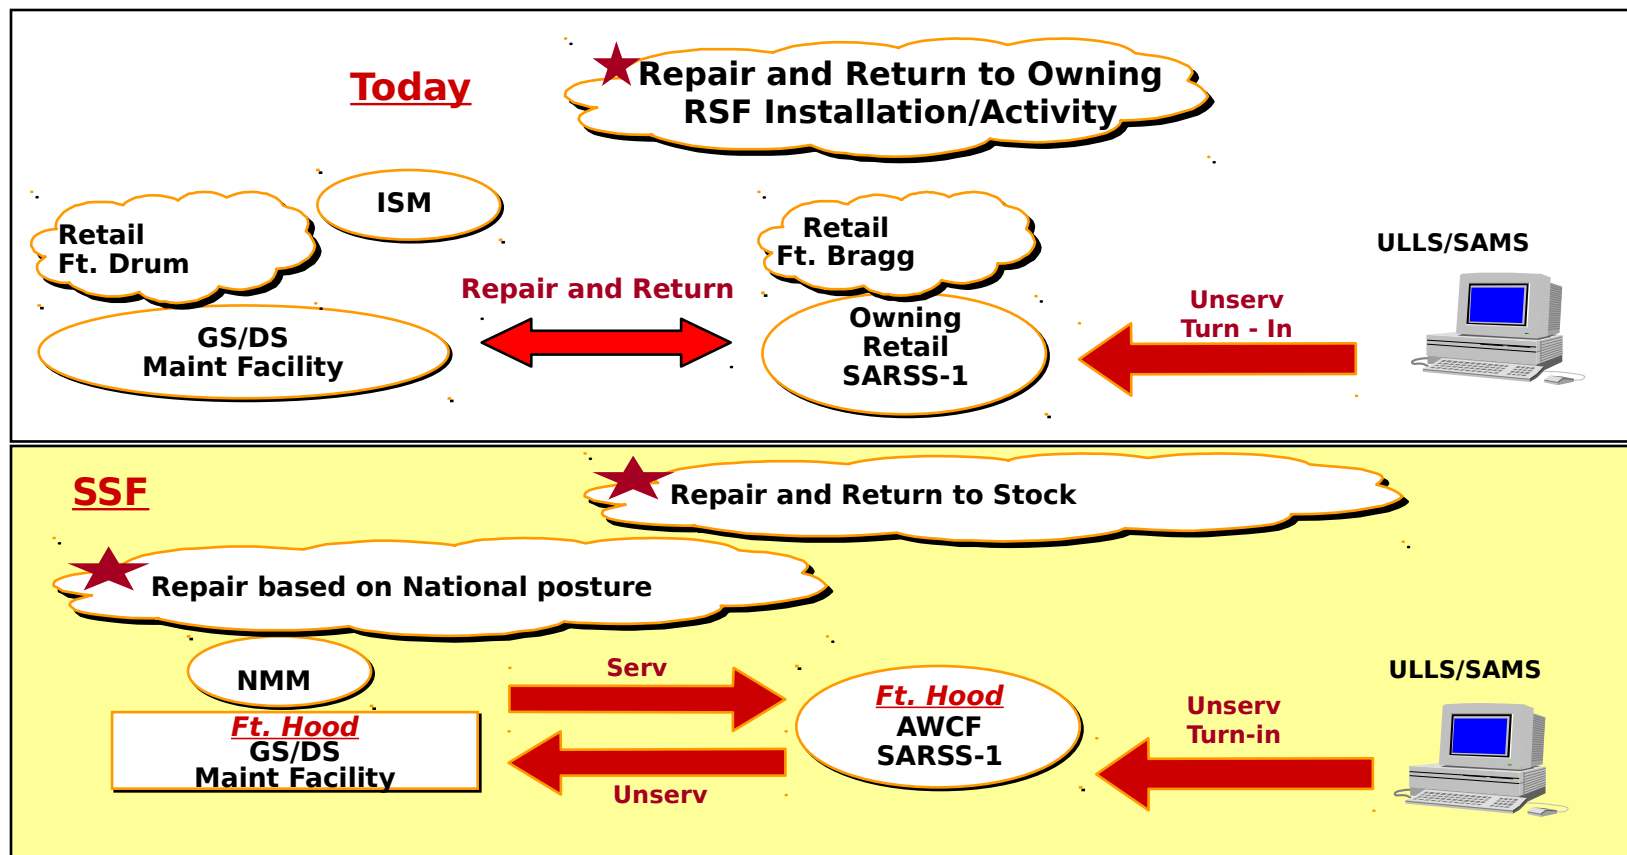 Today
Repair and Return to Owning
RSF Installation/Activity
ISM
Retail
Ft. Drum
GS/DS
Maint Facility
Repair and Return
Retail
Ft. Bragg
Owning
Retail
SARSS-1
Unserv
Turn - In
ULLS/SAMS
SSF
Repair and Return to Stock
Repair based on National posture
NMM
Ft. Hood
GS/DS
Maint Facility
Serv
Unserv
Ft. Hood
AWCF
SARSS-1
Unserv
Turn-in
ULLS/SAMS